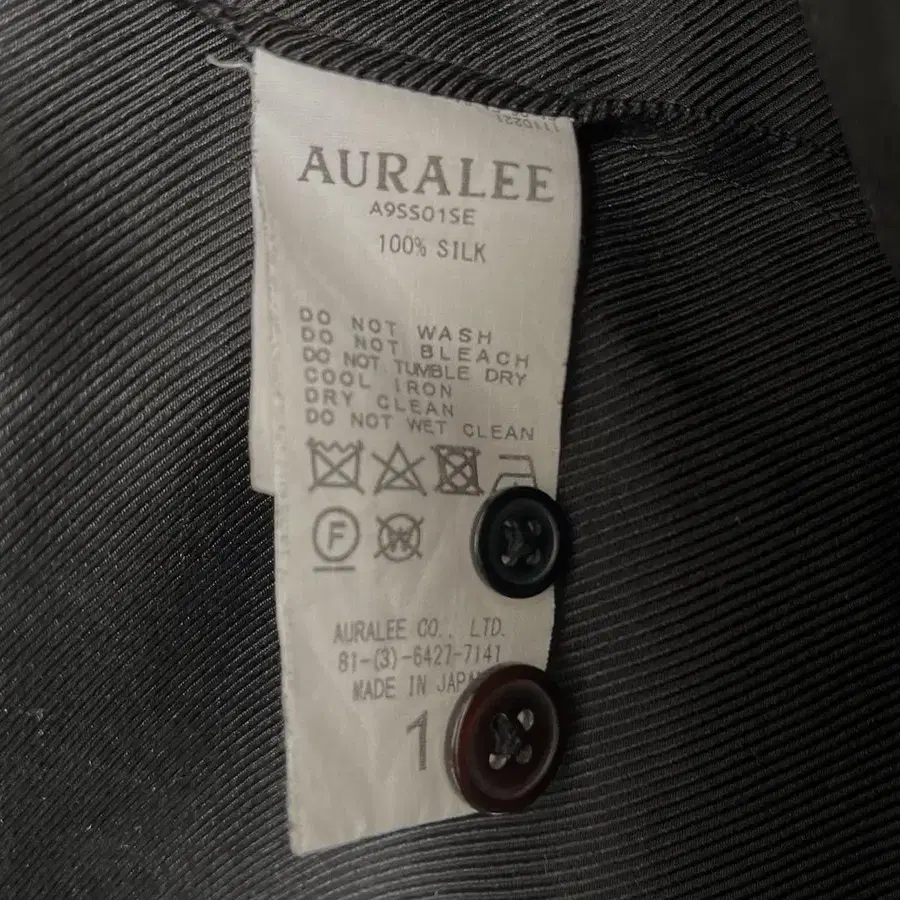 AURALEE
A9SS01SE
100% SILK
DO NOT WASH
DO NOT BLEACH
DO NOT TUMBLE DRY
COOL IRON
DRY CLEAN
DO NOT WET CLEAN
F W
AURALEE CO., LTD.
81-(3)-6427-7141
MADE IN JAPA
1